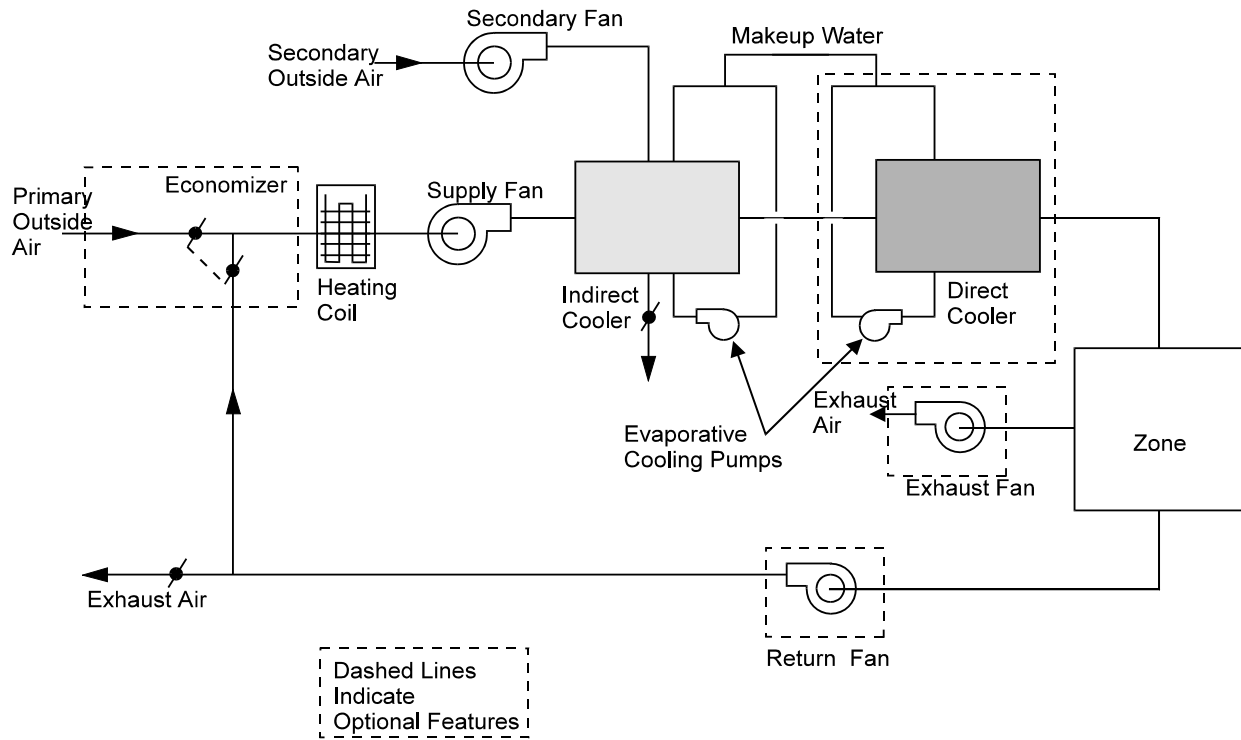 Secondary Fan
Makeup Water
Secondary
Outside Air
Economizer
Supply Fan
Primary
Outside
Air
Heating
Coil
Indirect
Cooler
Direct
Cooler
Exhaust
Air
Evaporative
Cooling Pumps
Zone
Exhaust Fan
Exhaust Air
Return Fan
Dashed Lines
Indicate
Optional Features